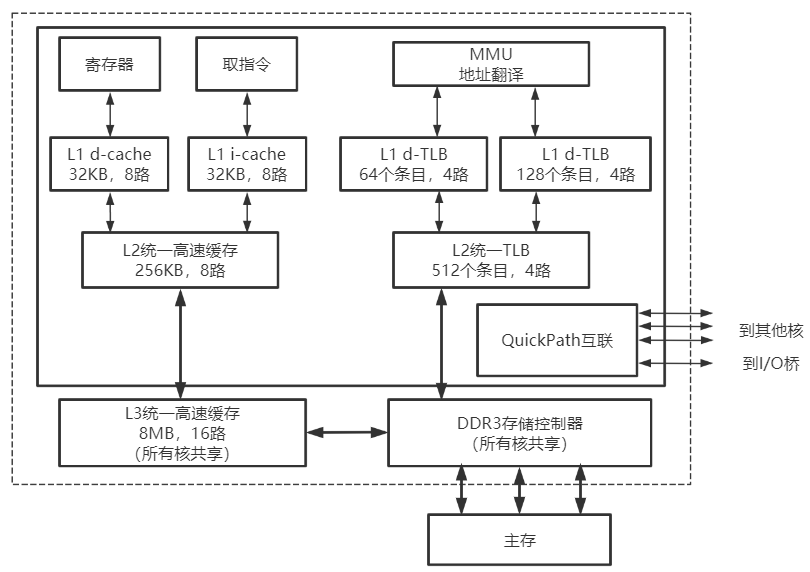 寄存器
取指令
MMU
地址翻译
L1 d-cache
32KB，8路
L1 i-cache
32KB，8路
L1 d-TLB
64个条目，4路
L1 d-TLB
128个条目，4路
L2统一高速缓存
256KB，8路
L2统一TLB
512个条目，4路
QuickPath互联
到其他核
到I/O桥
L3统一高速缓存
8MB，16路
（所有核共享）
DDR3存储控制器
（所有核共享）
主存